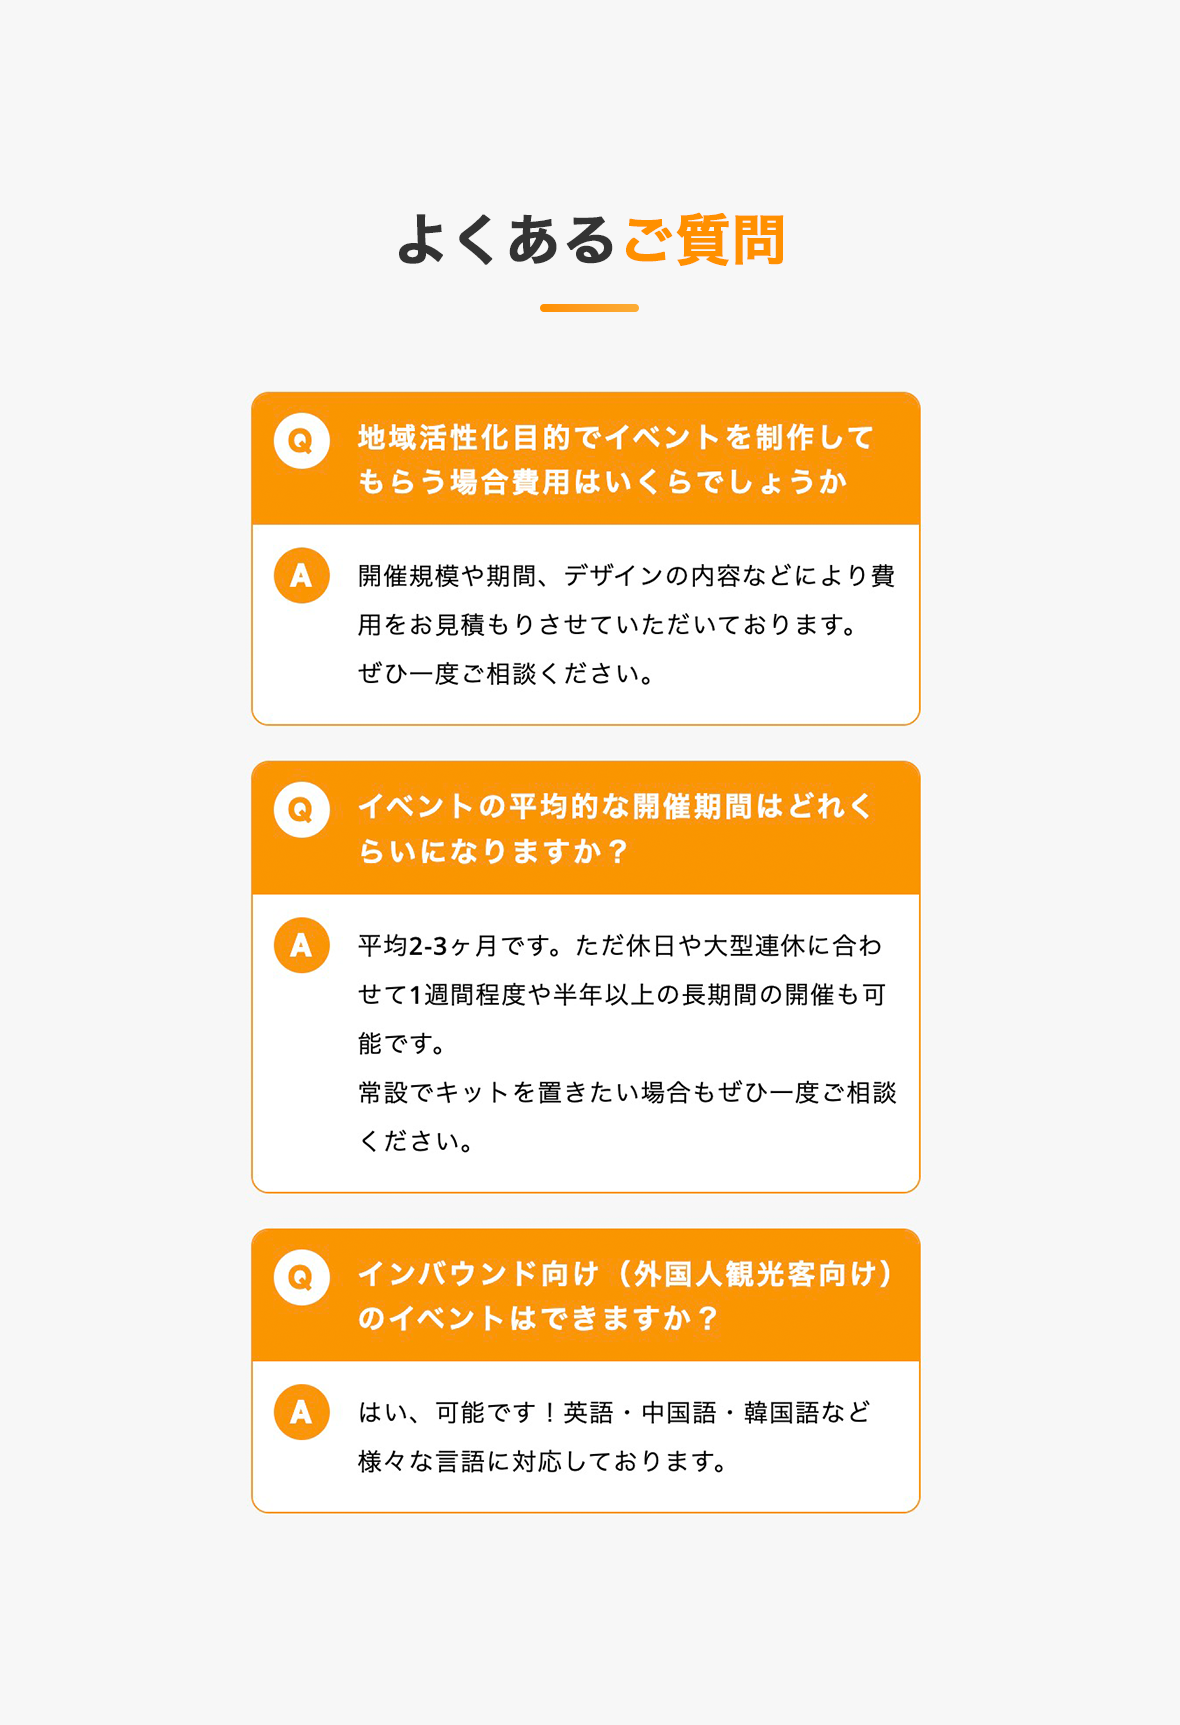 よくあるご質問
Q
地域活性化目的でイベントを制作して
もらう場合費用はいくらでしょうか
A
開催規模や期間、デザインの内容などにより費
用をお見積もりさせていただいております。
ぜひ一度ご相談ください。
Q
イベントの平均的な開催期間はどれく
らいになりますか？
A
平均2-3ヶ月です。ただ休日や大型連休に合わ
せて1週間程度や半年以上の長期間の開催も可
能です。
常設でキットを置きたい場合もぜひ一度ご相談
ください。
Q
インバウンド向け（外国人観光客向け）
のイベントはできますか？
A
はい、可能です！英語・中国語・韓国語など
様々な言語に対応しております。